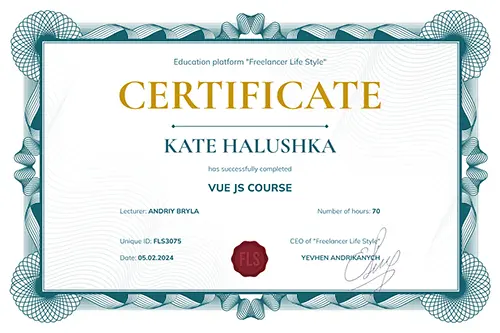 Education platform "Freelancer Life Style"
CERTIFICATE
KATE HALUSHKA
has successfully completed
VUE JS COURSE
Lecturer: ANDRIY BRYLA
Number of hours: 70
Unique ID: FLS3075
CEO of "Freelancer Life Style"
Date: 05.02.2024
FLS
YEVHEN ANDRIKANYCH